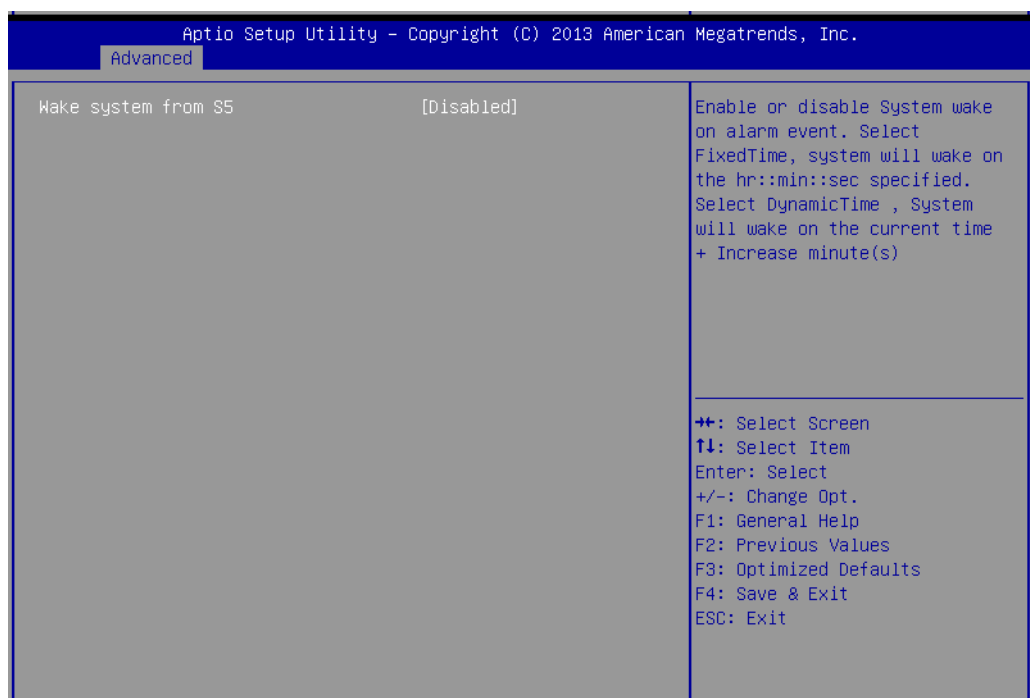 Aptio Setup Utility – Copyright (C) 2013 American Megatrends, Inc.
Advanced
Wake system from S5 [Disabled]
Enable or disable System wake
on alarm event. Select
FixedTime, system will wake on
the hr::min::sec specified.
Select DynamicTime , System
will wake on the current time
+ Increase minute(s)
→←: Select Screen
↑↓: Select Item
Enter: Select
+/-: Change Opt.
F1: General Help
F2: Previous Values
F3: Optimized Defaults
F4: Save & Exit
ESC: Exit